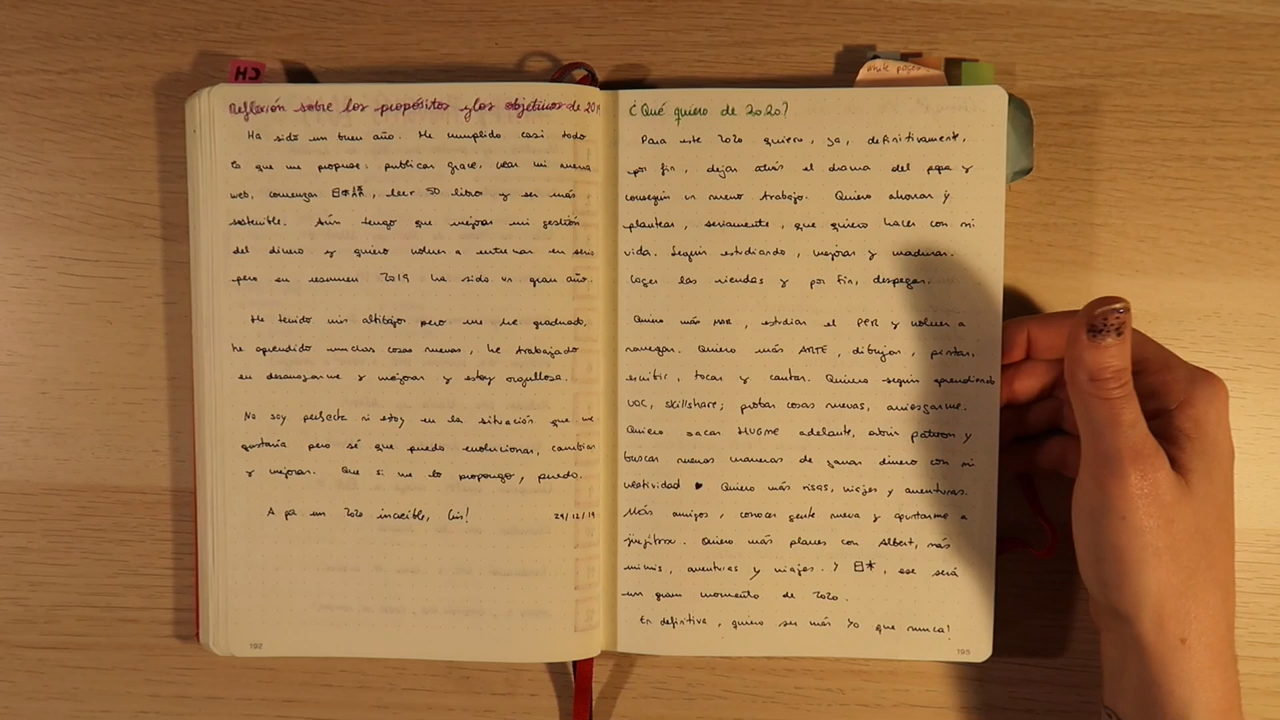 HJ
Reflexión sobre los propósitos y los objetivos de 201
Ha sido un buen año. He cumplido casi todo
lo que me propuse: publicar Grace, crear mi nueva
web, comenzar 日本語, leer 50 libros y ser más
sostenible. Aún tengo que mejorar mi gestión
del dinero y quiero volver a entrenar en serio
pero en resumen 2019 ha sido un gran año.
He tenido mis altibajos pero me he graduado,
he aprendido muchas cosas nuevas, he trabajado
en desahogarme y mejorar y estoy orgullosa.
No soy perfecta ni estoy en la situación que me
gustaría pero sé que puedo evolucionar, cambiar
y mejorar. Que si me lo propongo, puedo.
A por un 2020 increíble, Cris!
29/12/19
192
white pages
¿Qué quiero de 2020?
Para este 2020 quiero, ya, definitivamente,
por fin, dejar atrás el drama del papa y
conseguir un nuevo trabajo. Quiero ahorrar y
plantear, seriamente, que quiero hacer con mi
vida. Seguir estudiando, mejorar y madurar.
Coger las riendas y por fin, despegar.
Quiero más MAR, estudiar el PER y volver a
navegar. Quiero más ARTE, dibujar, pintar,
escribir, tocar y cantar. Quiero seguir aprendiendo
UOC, skillshare; probar cosas nuevas, arriesgarme.
Quiero sacar HUGME adelante, abrir patreon y
buscar nuevas maneras de ganar dinero con mi
creatividad ♥ Quiero más risas, viajes y aventuras.
Más amigos, conocer gente nueva y apuntarme a
jiujitsu. Quiero más planes con Albert, más
mimis, aventuras y viajes. Y 日本, ese será
un gran momento de 2020.
En definitiva, quiero ser más yo que nunca!
195